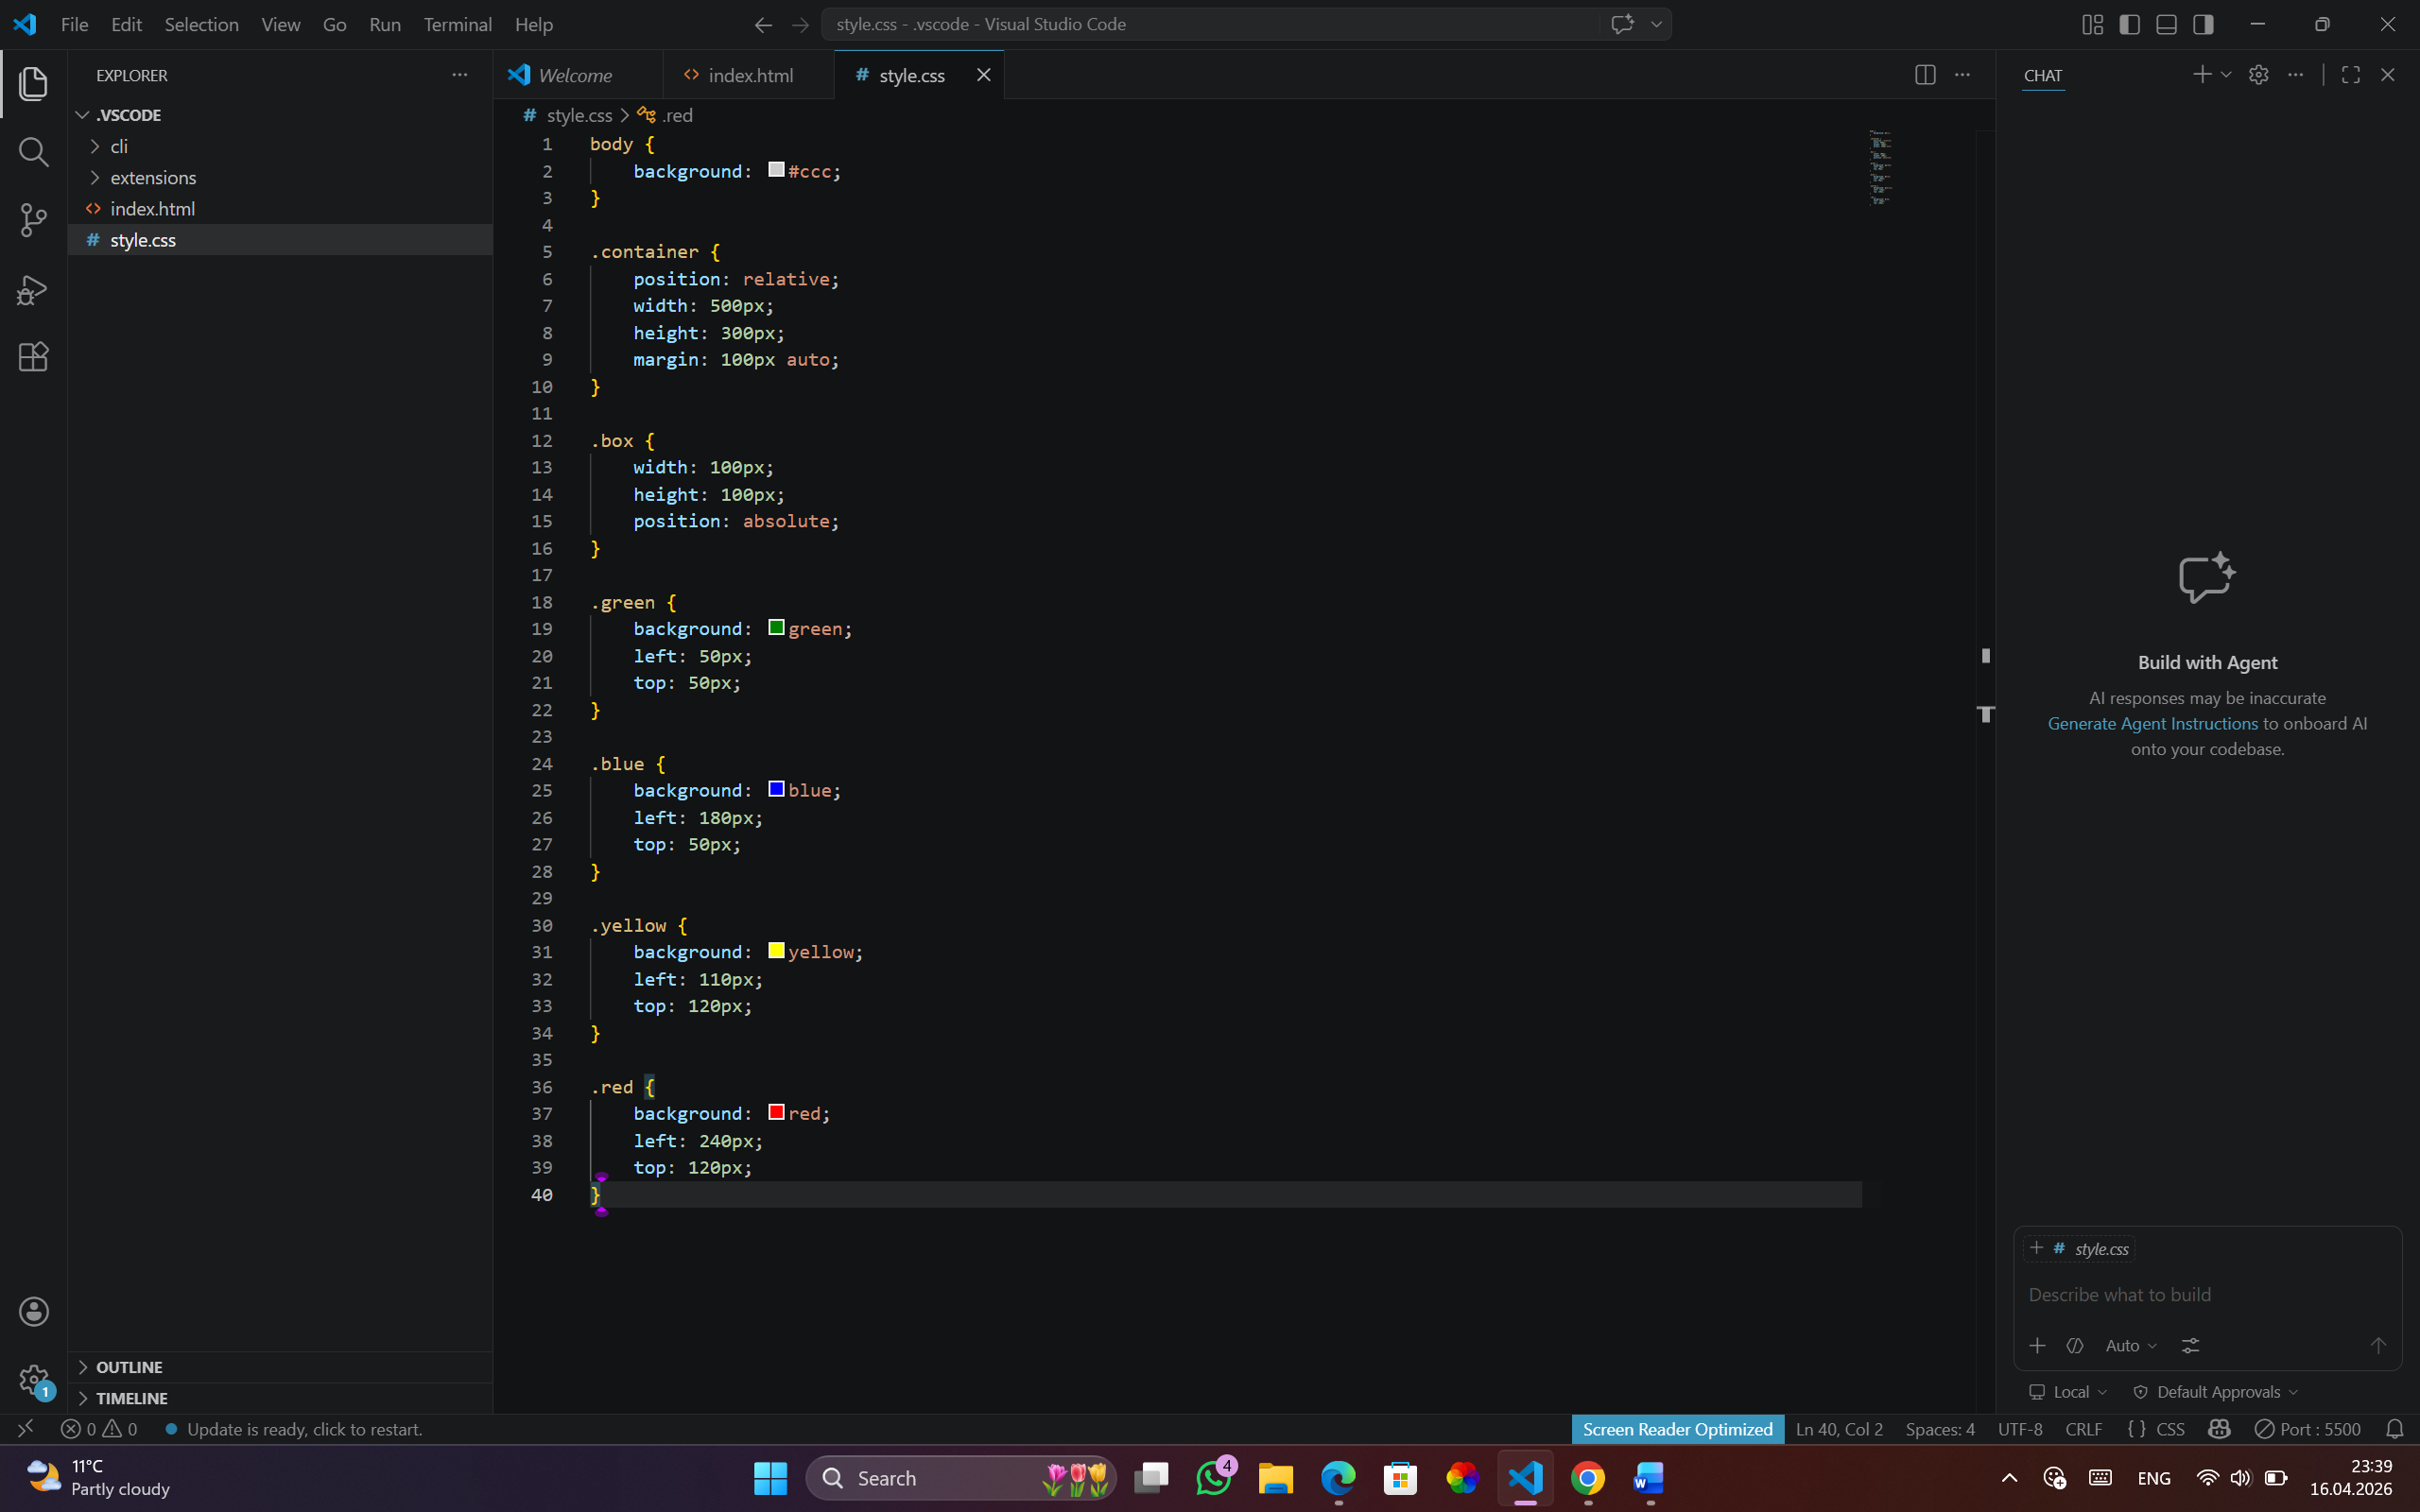 File Edit Selection View Go Run Terminal Help
style.css - .vscode - Visual Studio Code
EXPLORER
.VSCODE
cli
extensions
index.html
style.css
OUTLINE
TIMELINE
Welcome
index.html
style.css
style.css > .red
1 body {
2 background: #ccc;
3 }
4
5 .container {
6 position: relative;
7 width: 500px;
8 height: 300px;
9 margin: 100px auto;
10 }
11
12 .box {
13 width: 100px;
14 height: 100px;
15 position: absolute;
16 }
17
18 .green {
19 background: green;
20 left: 50px;
21 top: 50px;
22 }
23
24 .blue {
25 background: blue;
26 left: 180px;
27 top: 50px;
28 }
29
30 .yellow {
31 background: yellow;
32 left: 110px;
33 top: 120px;
34 }
35
36 .red {
37 background: red;
38 left: 240px;
39 top: 120px;
40 }
CHAT
Build with Agent
AI responses may be inaccurate
Generate Agent Instructions to onboard AI
onto your codebase.
# style.css
Describe what to build
Auto
Local Default Approvals
1
0 0 Update is ready, click to restart.
Screen Reader Optimized Ln 40, Col 2 Spaces: 4 UTF-8 CRLF { } CSS Port : 5500
11°C
Partly cloudy
Search
4
ENG
23:39
16.04.2026